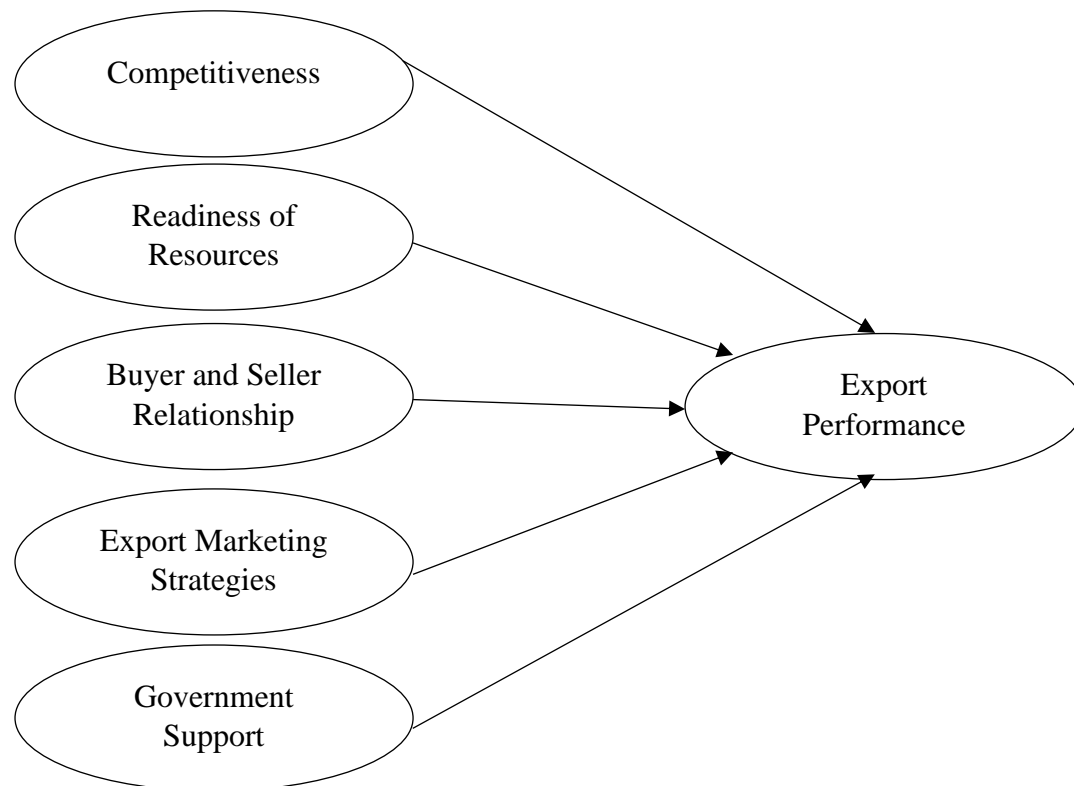 Competitiveness
Readiness of
Resources
Buyer and Seller
Relationship
Export Marketing
Strategies
Government
Support
Export
Performance